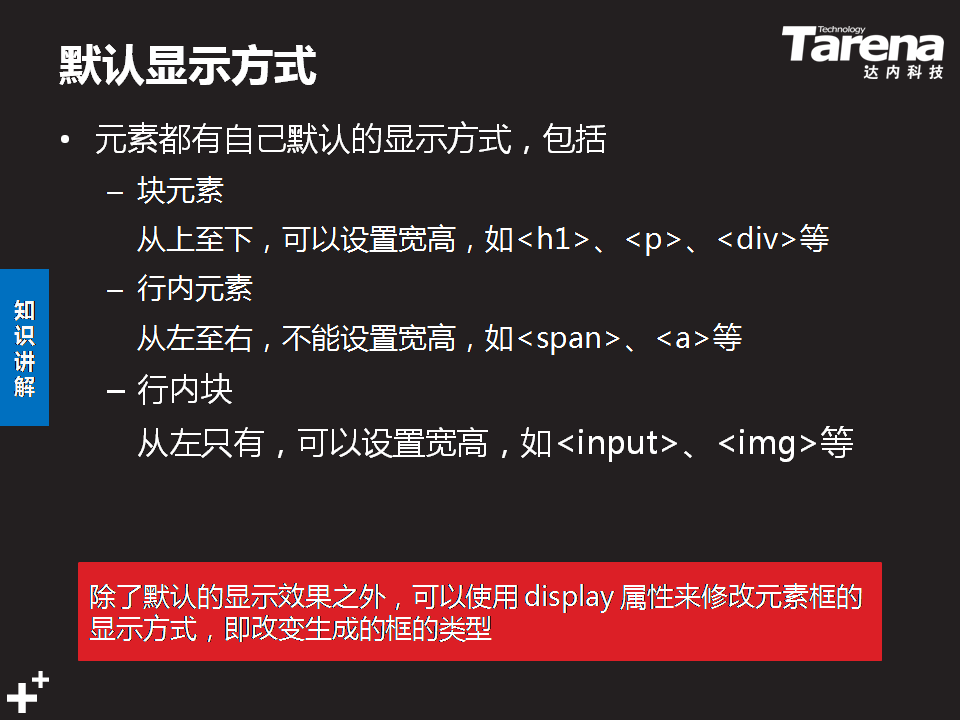 默认显示方式
Technology
Tarena
达内科技
• 元素都有自己默认的显示方式，包括
– 块元素
从上至下，可以设置宽高，如<h1>、<p>、<div>等
– 行内元素
从左至右，不能设置宽高，如<span>、<a>等
– 行内块
从左只有，可以设置宽高，如<input>、<img>等
知识讲解
除了默认的显示效果之外，可以使用 display 属性来修改元素框的
显示方式，即改变生成的框的类型